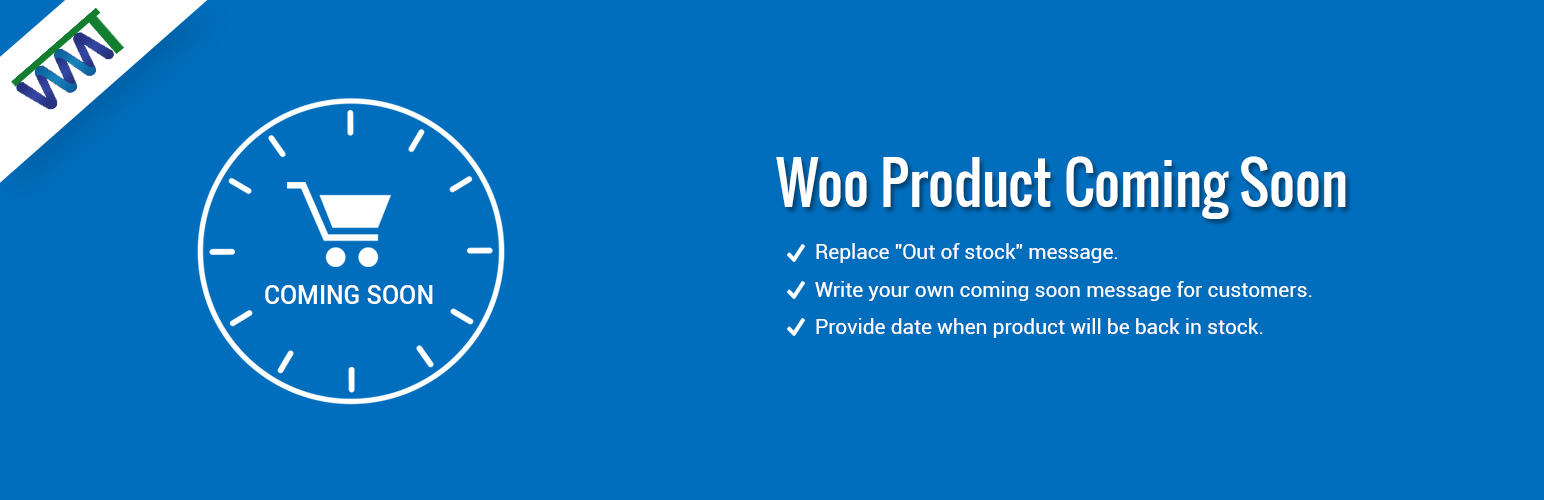 WMT
COMING SOON
Woo Product Coming Soon
Replace "Out of stock" message.
Write your own coming soon message for customers.
Provide date when product will be back in stock.